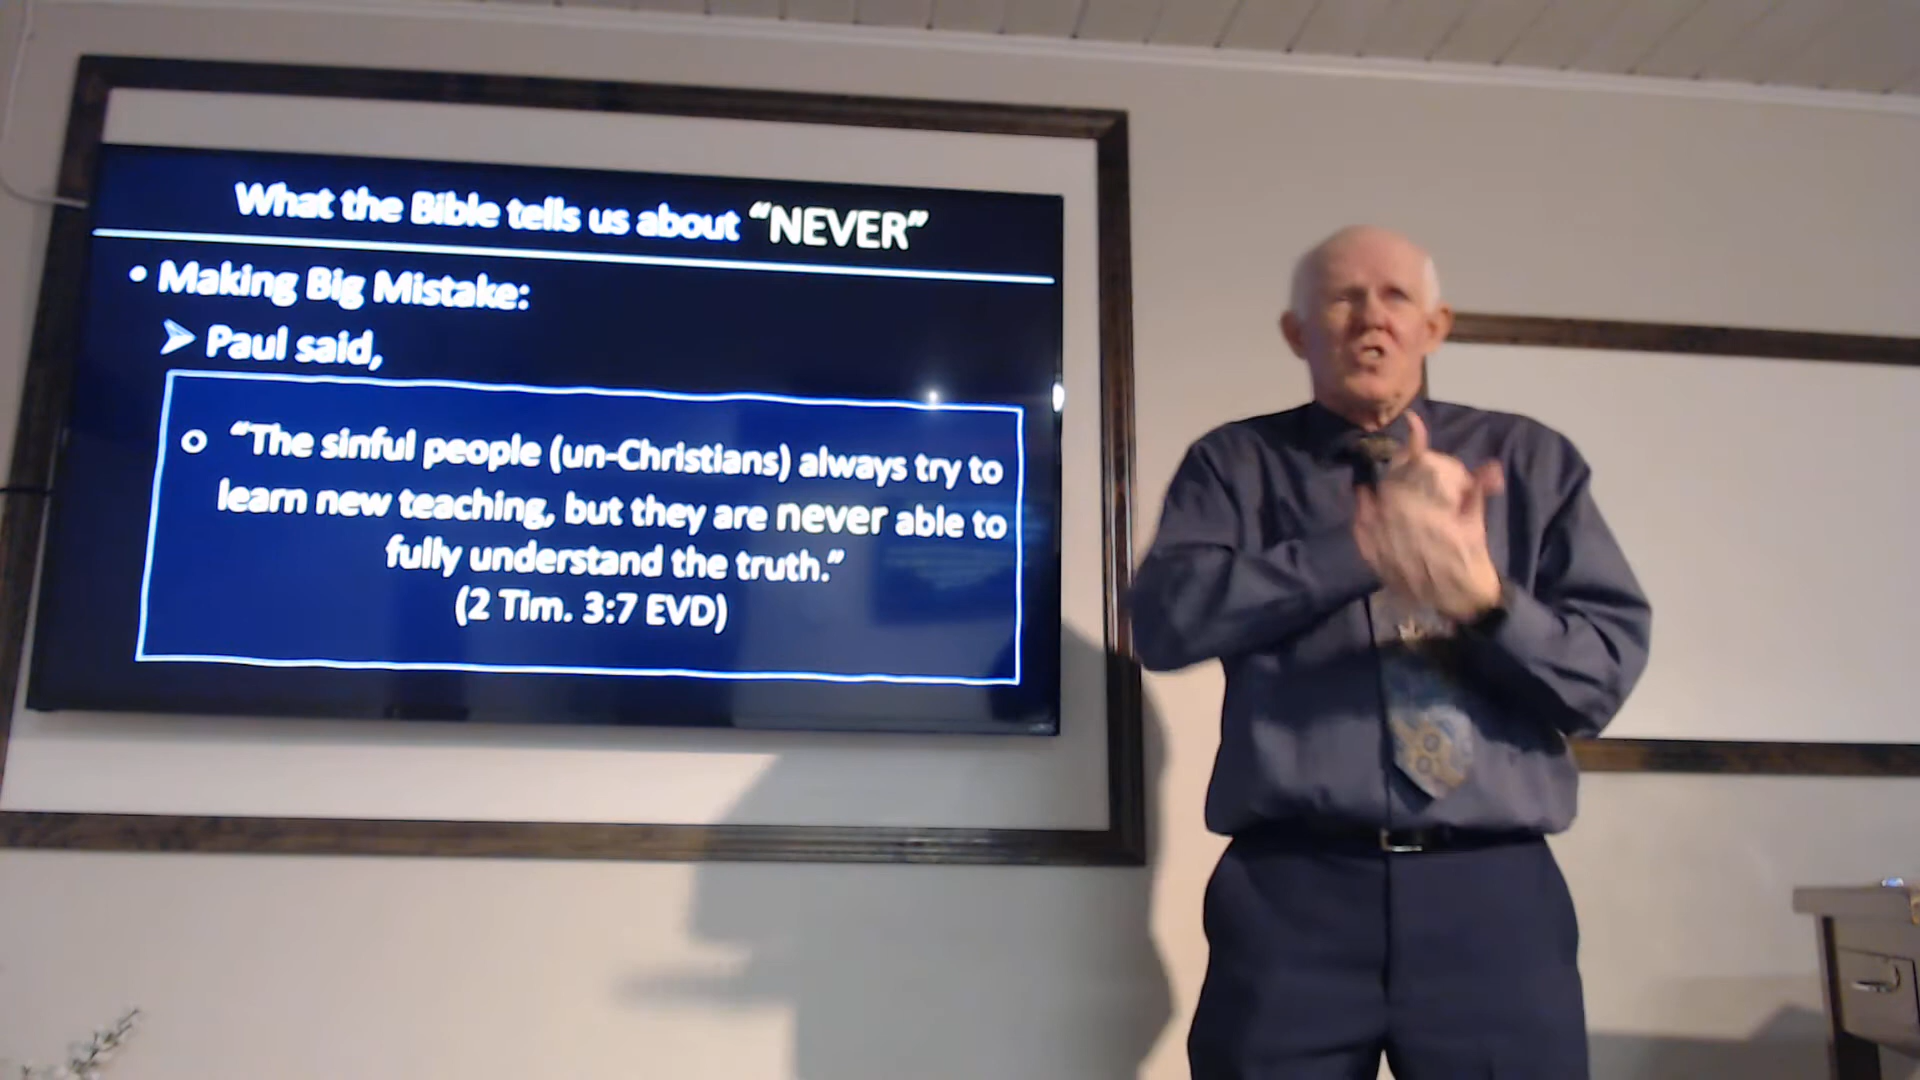 What the Bible tells us about “NEVER”
• Making Big Mistake:
➢ Paul said,
o “The sinful people (un-Christians) always try to
learn new teaching, but they are never able to
fully understand the truth.”
(2 Tim. 3:7 EVD)